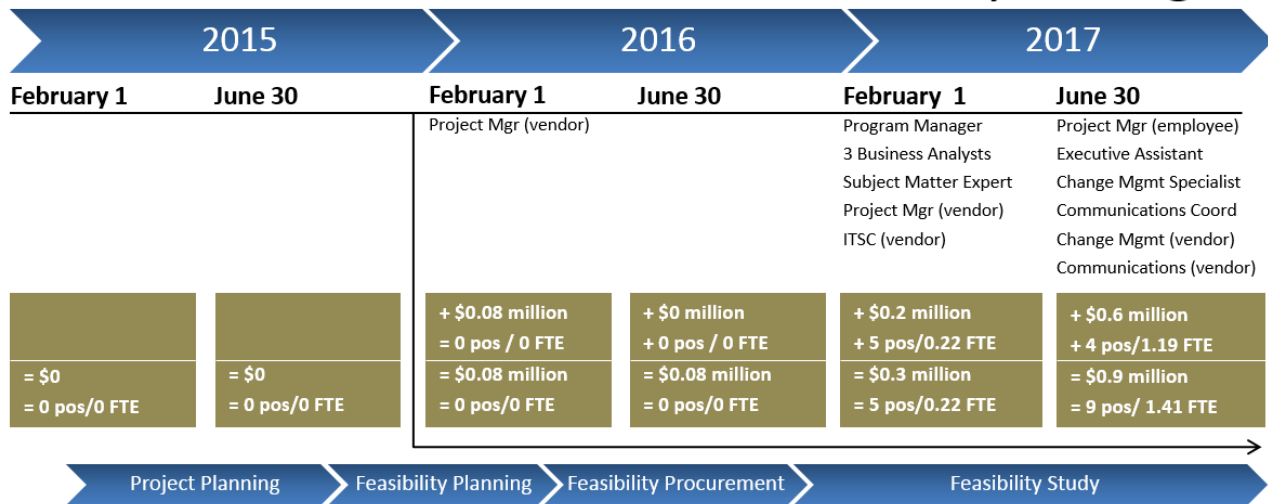 2015
2016
2017
February 1
June 30
February 1
June 30
February 1
June 30
Project Mgr (vendor)
Program Manager
3 Business Analysts
Subject Matter Expert
Project Mgr (vendor)
ITSC (vendor)
Project Mgr (employee)
Executive Assistant
Change Mgmt Specialist
Communications Coord
Change Mgmt (vendor)
Communications (vendor)
= $0
= 0 pos/0 FTE
= $0
= 0 pos/0 FTE
+ $0.08 million
= 0 pos / 0 FTE
= $0.08 million
= 0 pos/0 FTE
+ $0 million
+ 0 pos / 0 FTE
= $0.08 million
= 0 pos/0 FTE
+ $0.2 million
+ 5 pos/0.22 FTE
= $0.3 million
= 5 pos/0.22 FTE
+ $0.6 million
+ 4 pos/1.19 FTE
= $0.9 million
= 9 pos/ 1.41 FTE
Project Planning
Feasibility Planning
Feasibility Procurement
Feasibility Study